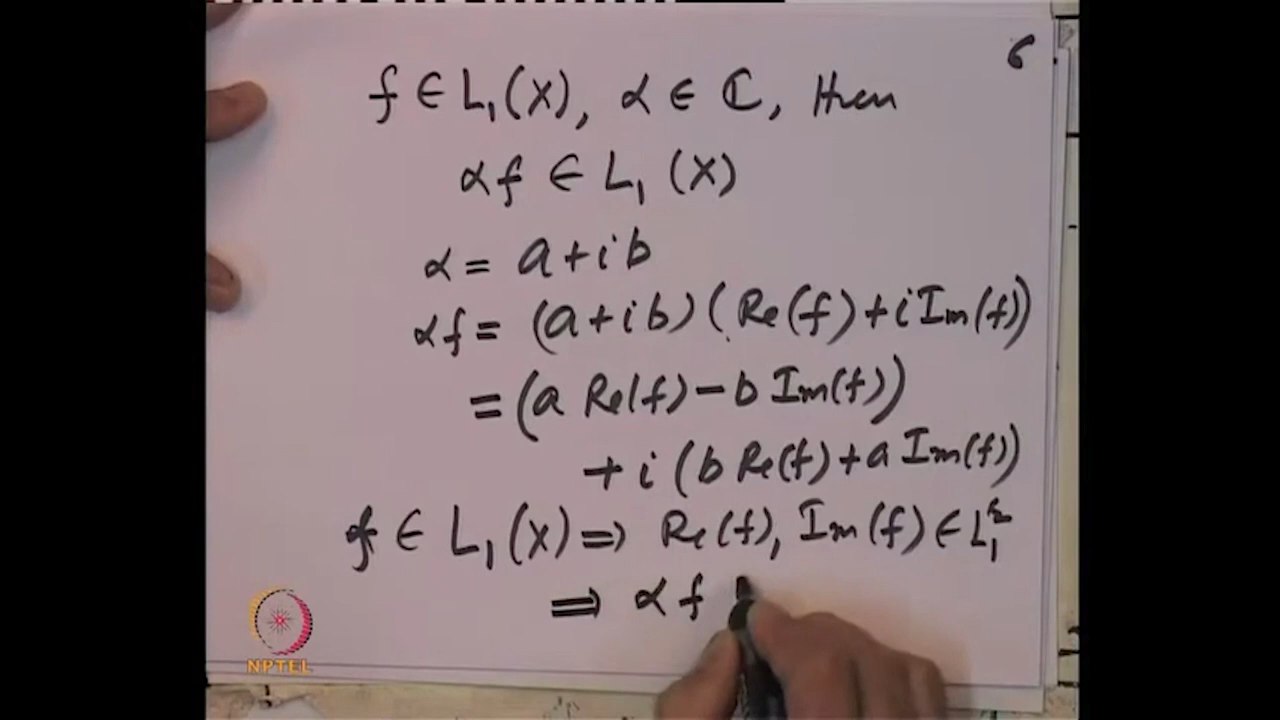 6
f ∈ L₁(X), α ∈ ℂ, then
αf ∈ L₁(X)
α = a+ib
αf = (a+ib)(Re(f)+i Im(f))
= (a Re(f) − b Im(f))
+ i (b Re(f) + a Im(f))
f ∈ L₁(X) ⇒ Re(f), Im(f) ∈ L₁
⇒ αf
NPTEL